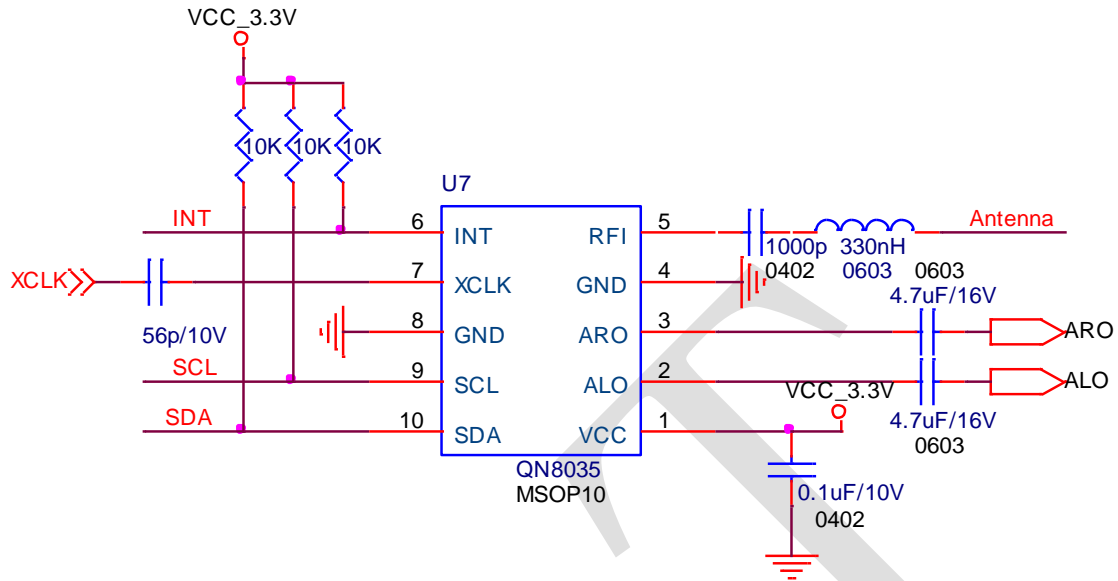 VCC_3.3V
10K 10K 10K
U7
INT 6 INT RFI 5 Antenna
1000p 330nH
0402 0603 0603
XCLK 7 XCLK GND 4
4.7uF/16V
56p/10V
8 GND ARO 3 ARO
SCL 9 SCL ALO 2 ALO
VCC_3.3V
4.7uF/16V
0603
SDA 10 SDA VCC 1
QN8035
MSOP10
0.1uF/10V
0402